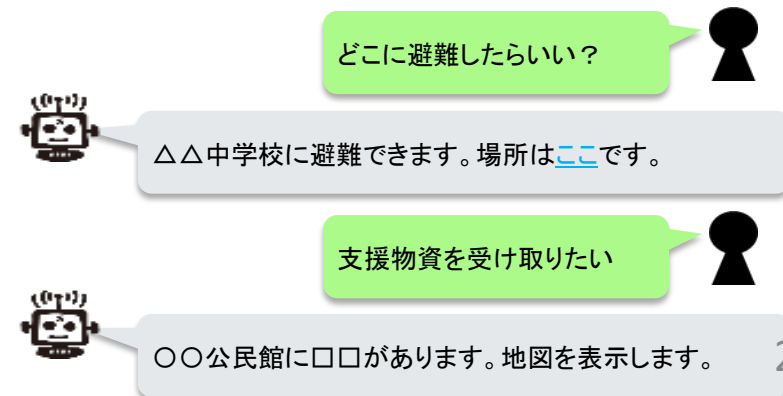 どこに避難したらいい？
△△中学校に避難できます。場所はここです。
支援物資を受け取りたい
○○公民館に□□があります。地図を表示します。
2